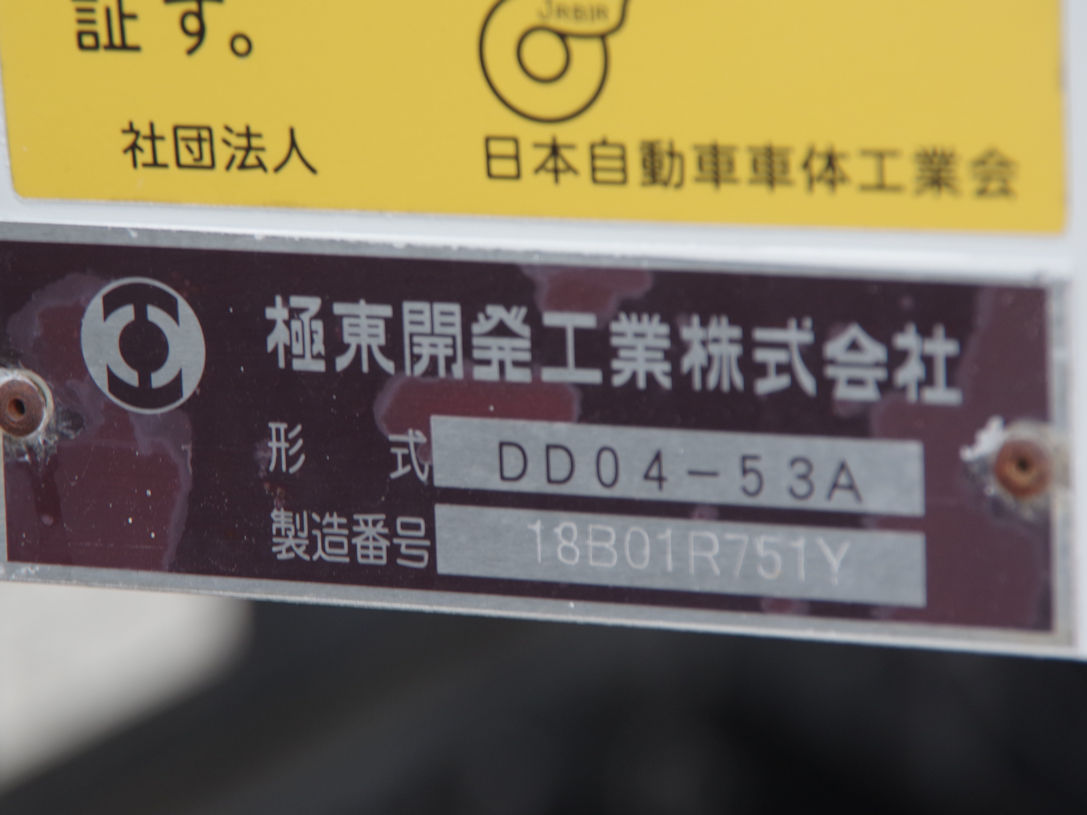 証す。
JABIA
社団法人 日本自動車車体工業会
極東開発工業株式会社
形式 DD04-53A
製造番号 18B01R751Y